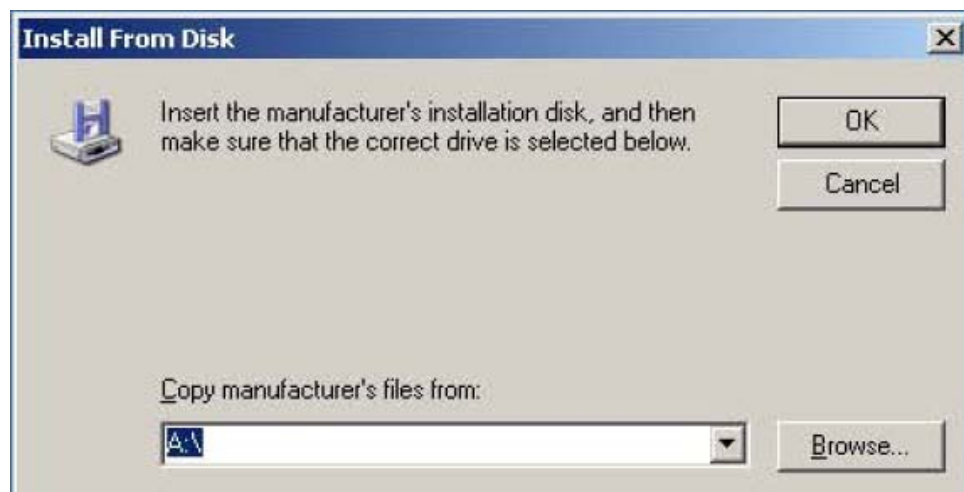 Install From Disk
Insert the manufacturer's installation disk, and then
make sure that the correct drive is selected below.
OK
Cancel
Copy manufacturer's files from:
A:\
Browse...